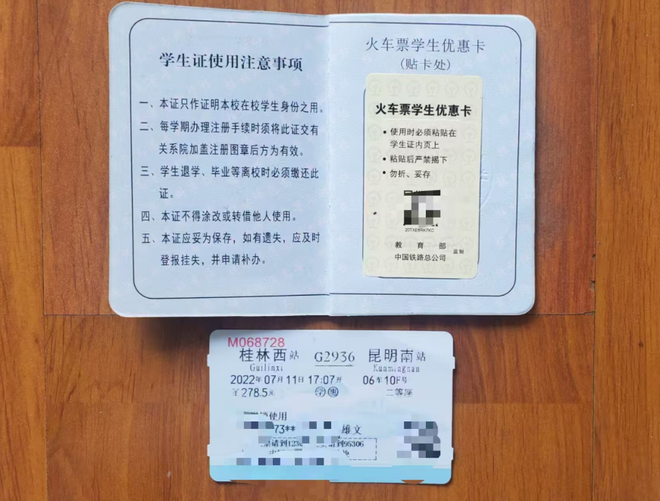 学生证使用注意事项
一、本证只作证明本校在校学生身份之用。
二、每学期办理注册手续时须将此证交有
关系院加盖注册图章后方为有效。
三、学生退学、毕业等离校时必须缴还此
证。
四、本证不得涂改或转借他人使用。
五、本证应妥为保存，如有遗失，应及时
登报挂失，并申请补办。
火车票学生优惠卡
(贴卡处)
火车票学生优惠卡
• 使用时必须粘贴在
学生证内页上
• 粘贴后严禁揭下
• 勿折、妥存
教育部
中国铁路总公司 监制
M068728
桂林西站 G2936 昆明南站
Guilinxi Kunmingnan
2022年07月11日17:07开 06车10F号
¥278.5元 学 惠 二等座
使用
73**
雄文